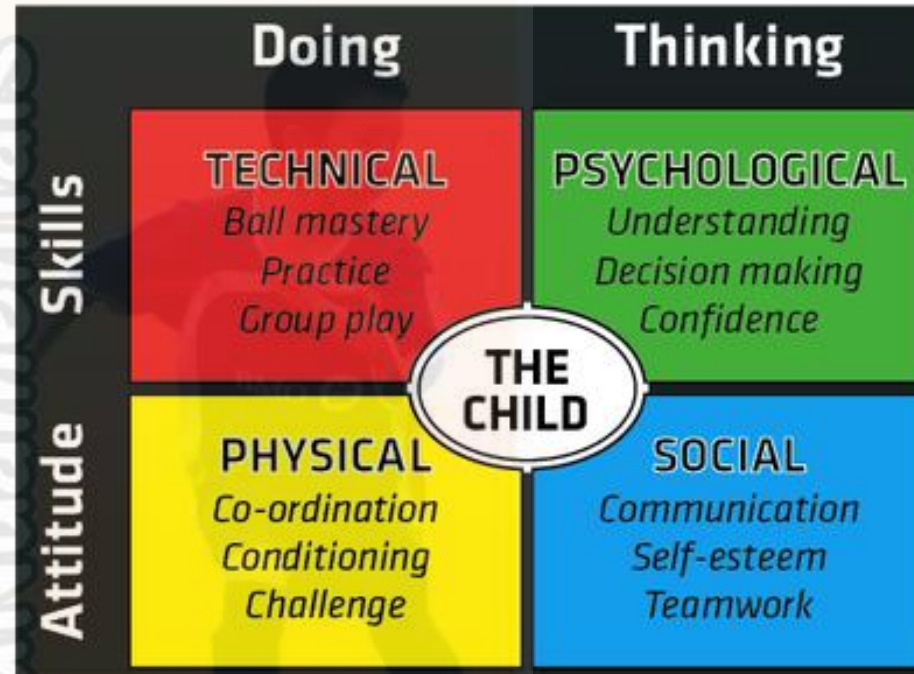 Doing
Thinking
Skills
TECHNICAL
Ball mastery
Practice
Group play
PSYCHOLOGICAL
Understanding
Decision making
Confidence
THE
CHILD
Attitude
PHYSICAL
Co-ordination
Conditioning
Challenge
SOCIAL
Communication
Self-esteem
Teamwork